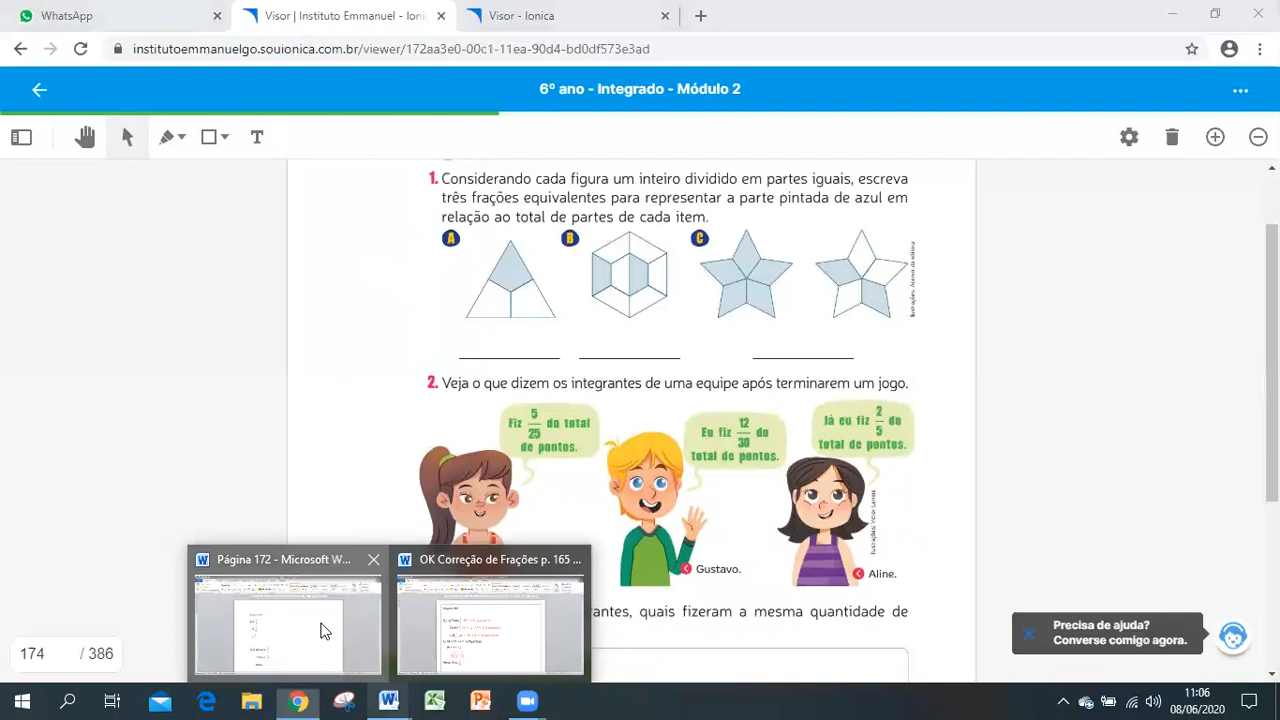 WhatsApp
Visor | Instituto Emmanuel - Ioni
Visor - Ionica
institutoemmanuelgo.souionica.com.br/viewer/172aa3e0-00c1-11ea-90d4-bd0df573e3ad
6º ano - Integrado - Módulo 2
T
1. Considerando cada figura um inteiro dividido em partes iguais, escreva
três frações equivalentes para representar a parte pintada de azul em
relação ao total de partes de cada item.
A
B
C
2. Veja o que dizem os integrantes de uma equipe após terminarem um jogo.
Fiz 5/25 do total
de pontos.
Eu fiz 12/30 do
total de pontos.
Já eu fiz 2/5 do
total de pontos.
Gustavo.
Aline.
rantes, quais fizeram a mesma quantidade de
Página 172 - Microsoft W...
OK Correção de Frações p. 165 ...
174 / 386
Precisa de ajuda?
Converse comigo agora.
11:06
08/06/2020